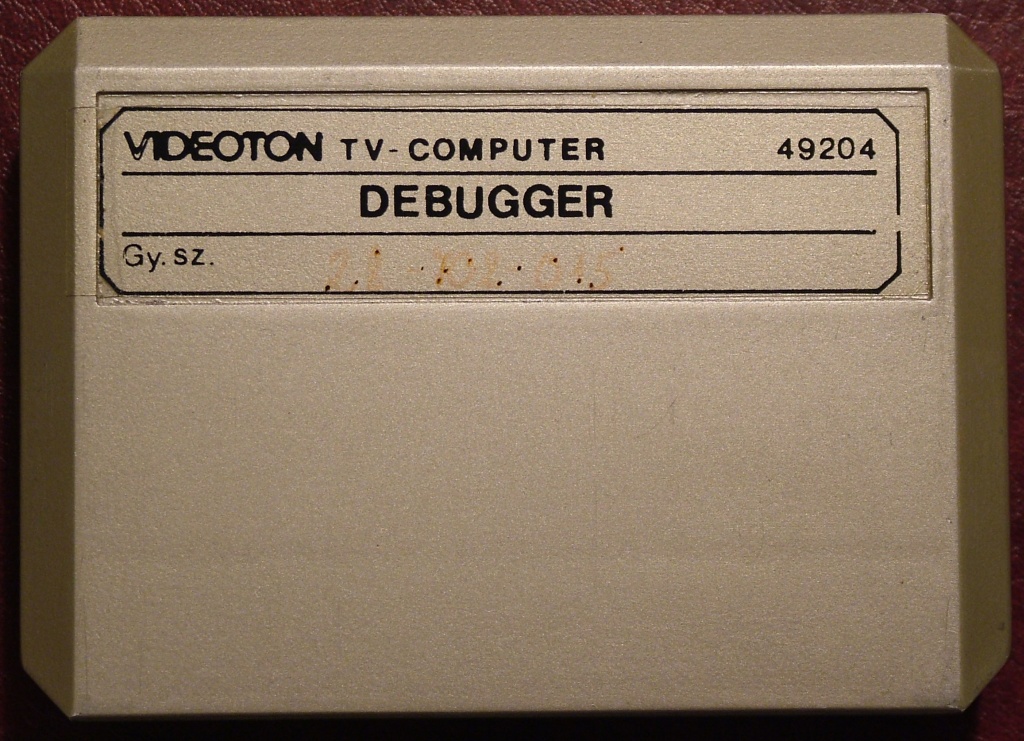 VIDEOTON TV-COMPUTER 49204
DEBUGGER
Gy. sz.